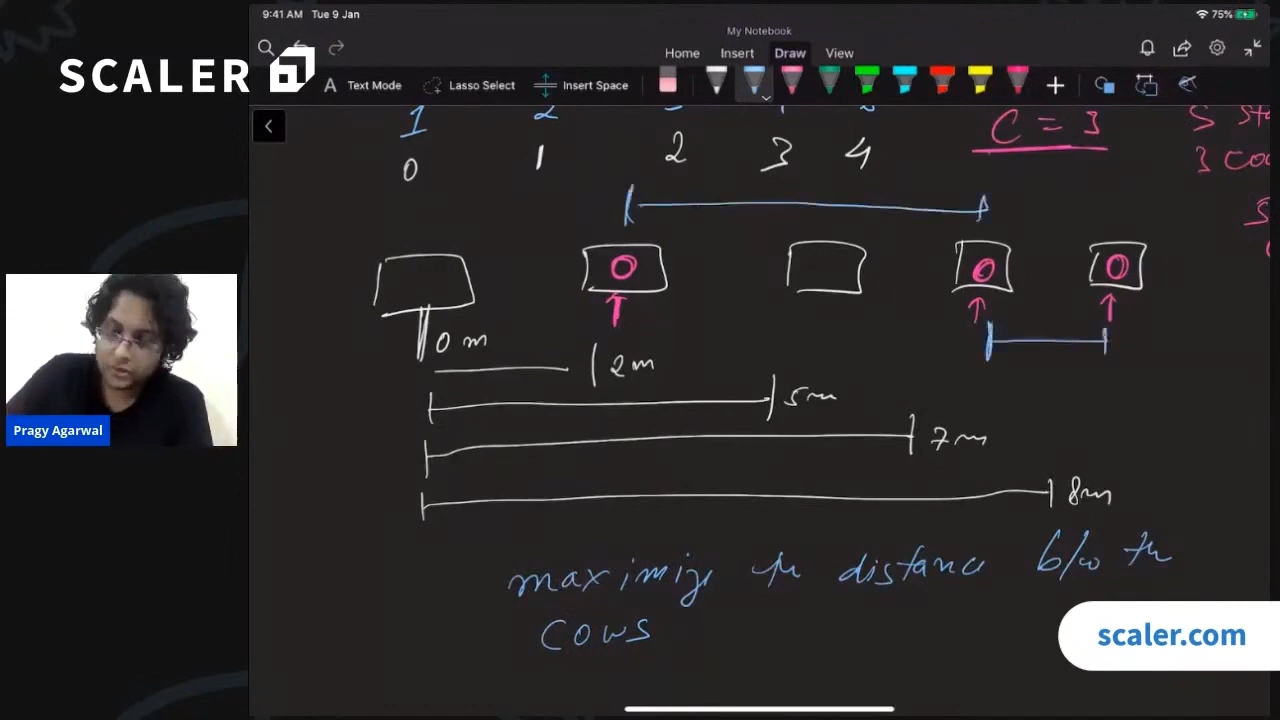 9:41 AM Tue 9 Jan
75%
My Notebook
Home Insert Draw View
SCALER
Text Mode Lasso Select Insert Space
1 2
C = 3
0 1 2 3 4
3
0 m
2m
5m
7m
8m
Pragy Agarwal
maximize the distance b/w the
cows
scaler.com